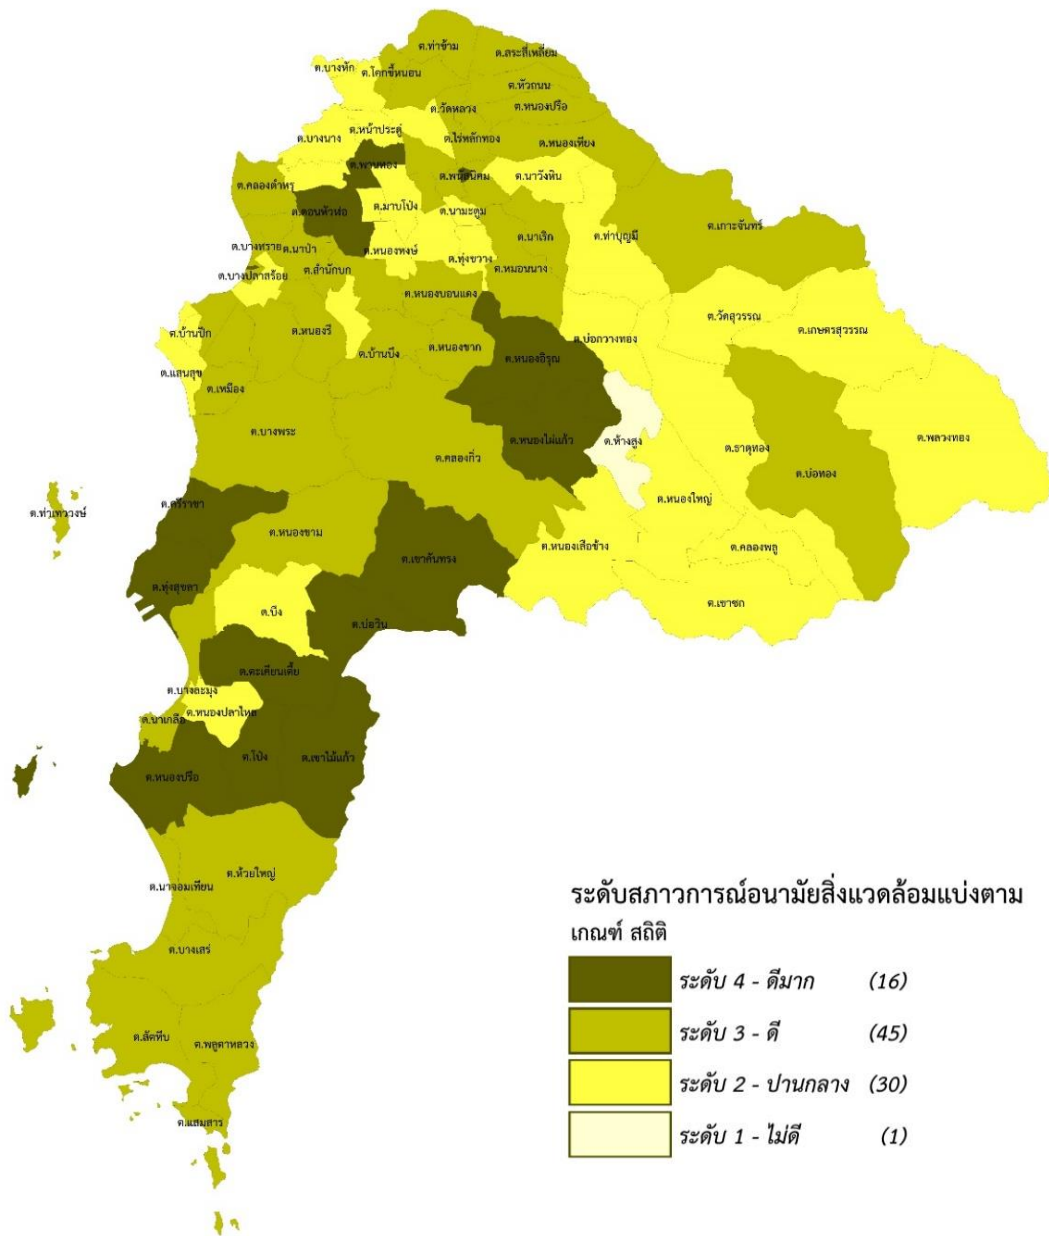 ต.ท่าข้าม
ต.สระสี่เหลี่ยม
ต.บางหัก
ต.โคกขี้หนอน
ต.หัวถนน
ต.วัดหลวง
ต.หนองปรือ
ต.บางนาง
ต.หน้าประดู่
ต.ไร่หลักทอง
ต.หนองเหียง
ต.พานทอง
ต.พนัสนิคม
ต.นาวังหิน
ต.คลองตำหรุ
ต.ดอนหัวฬ่อ
ต.มาบโป่ง
ต.นามะตูม
ต.เกาะจันทร์
ต.บางทราย
ต.นาป่า
ต.หนองหงษ์
ต.ทุ่งขวาง
ต.นาเริก
ต.ท่าบุญมี
ต.บางปลาสร้อย
ต.สำนักบก
ต.หมอนนาง
ต.หนองบอนแดง
ต.วัดสุวรรณ
ต.เกษตรสุวรรณ
ต.บ้านปึก
ต.หนองรี
ต.บ้านบึง
ต.หนองชาก
ต.บ่อกวางทอง
ต.หนองอิรุณ
ต.แสนสุข
ต.เหมือง
ต.บางพระ
ต.หนองไผ่แก้ว
ต.ห้างสูง
ต.ธาตุทอง
ต.พลวงทอง
ต.คลองกิ่ว
ต.บ่อทอง
ต.ศรีราชา
ต.หนองใหญ่
ต.ท่าเทววงษ์
ต.หนองขาม
ต.หนองเสือช้าง
ต.คลองพลู
ต.เขาคันทรง
ต.ทุ่งสุขลา
ต.บึง
ต.บ่อวิน
ต.เขาซก
ต.ตะเคียนเตี้ย
ต.บางละมุง
ต.นาเกลือ
ต.หนองปลาไหล
ต.หนองปรือ
ต.โป่ง
ต.เขาไม้แก้ว
ต.นาจอมเทียน
ต.ห้วยใหญ่
ต.บางเสร่
ต.สัตหีบ
ต.พลูตาหลวง
ต.แสมสาร
ระดับสภาวการณ์อนามัยสิ่งแวดล้อมแบ่งตาม
เกณฑ์ สถิติ
ระดับ 4 - ดีมาก (16)
ระดับ 3 - ดี (45)
ระดับ 2 - ปานกลาง (30)
ระดับ 1 - ไม่ดี (1)